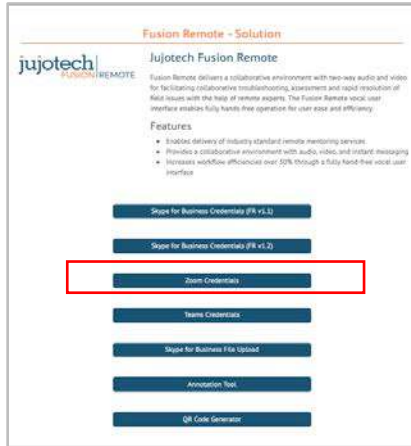 Fusion Remote - Solution
jujotech
FUSION REMOTE
Jujotech Fusion Remote
Fusion Remote delivers a collaborative environment with two-way audio and video
for facilitating collaborative troubleshooting, assessment and rapid resolution of
field issues with the help of remote experts. The Fusion Remote vocal user
interface enables fully hands free operation for user ease and efficiency.
Features
Enables delivery of industry standard remote mentoring services
Provides a collaborative environment with audio, video, and instant messaging
Increases workflow efficiencies over 30% through a fully hand-free vocal user
interface
Skype for Business Credentials (FR v1.1)
Skype for Business Credentials (FR v1.2)
Zoom Credentials
Teams Credentials
Skype for Business File Upload
Annotation Tool
QR Code Generator